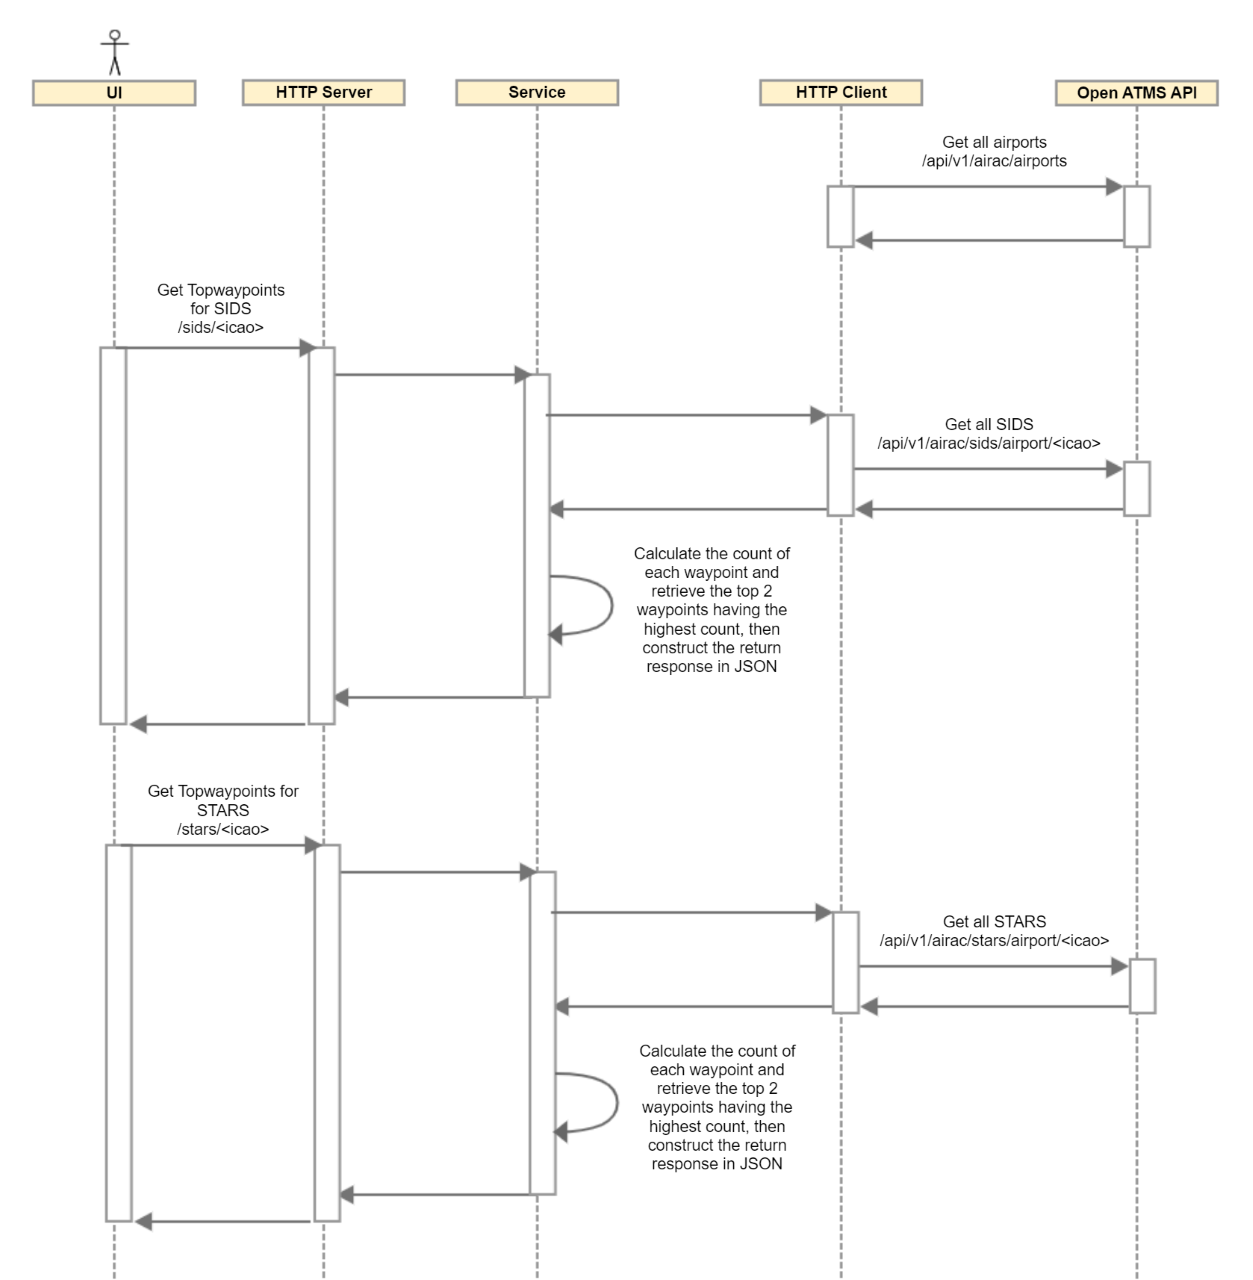 UI
HTTP Server
Service
HTTP Client
Open ATMS API
Get all airports
/api/v1/airac/airports
Get Topwaypoints
for SIDS
/sids/<icao>
Get all SIDS
/api/v1/airac/sids/airport/<icao>
Calculate the count of
each waypoint and
retrieve the top 2
waypoints having the
highest count, then
construct the return
response in JSON
Get Topwaypoints for
STARS
/stars/<icao>
Get all STARS
/api/v1/airac/stars/airport/<icao>
Calculate the count of
each waypoint and
retrieve the top 2
waypoints having the
highest count, then
construct the return
response in JSON